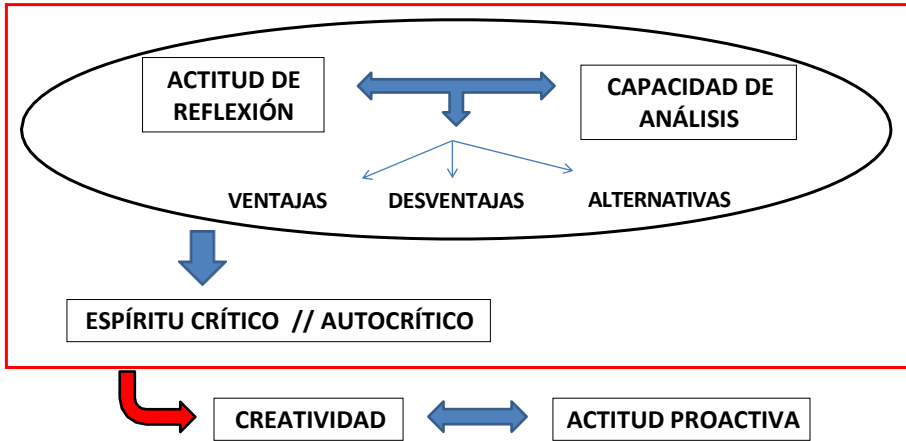 ACTITUD DE
REFLEXIÓN
CAPACIDAD DE
ANÁLISIS
VENTAJAS
DESVENTAJAS
ALTERNATIVAS
ESPÍRITU CRÍTICO // AUTOCRÍTICO
CREATIVIDAD
ACTITUD PROACTIVA